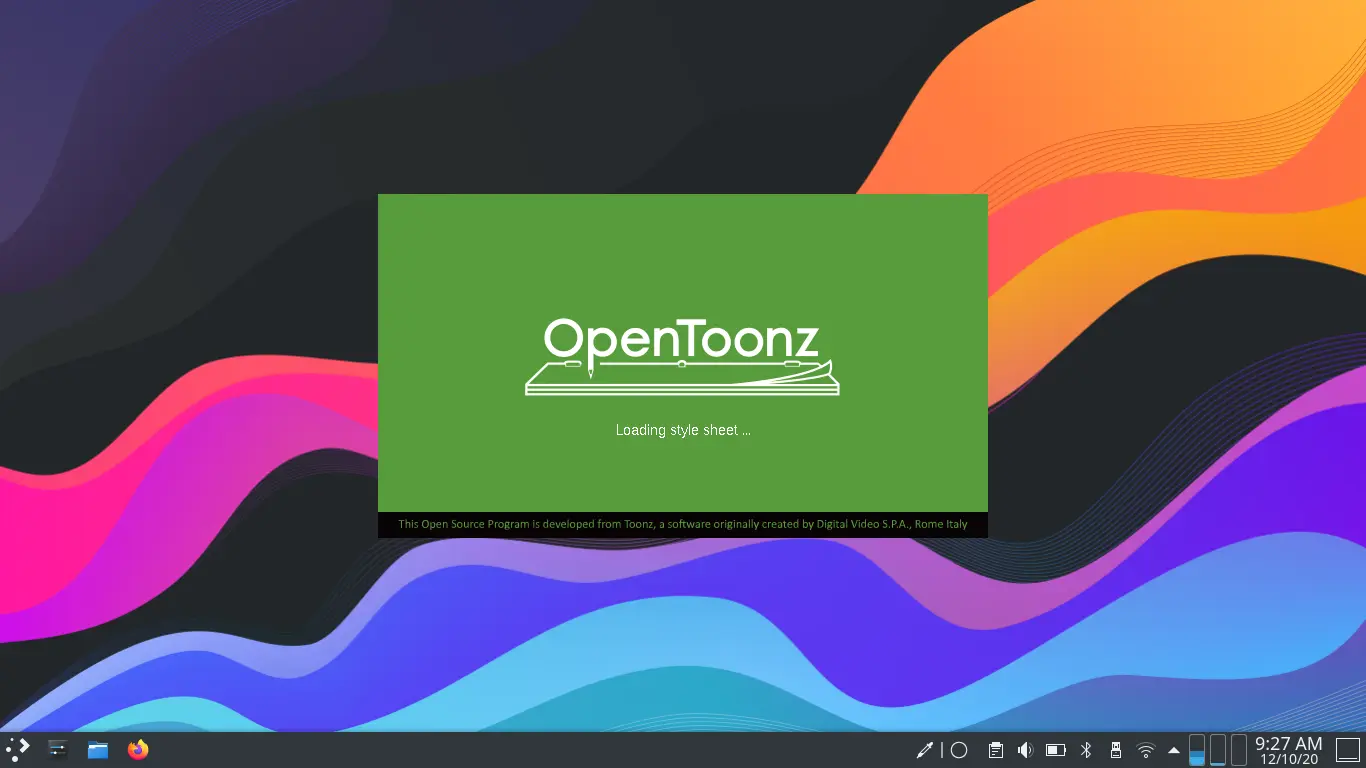 OpenToonz
Loading style sheet ...
This Open Source Program is developed from Toonz, a software originally created by Digital Video S.P.A., Rome Italy
9:27 AM
12/10/20